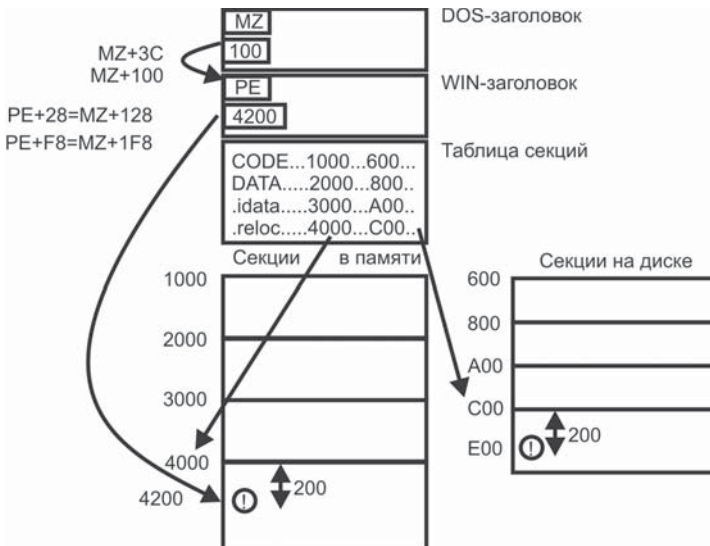 MZ
DOS-заголовок
100
MZ+3C
MZ+100
PE
WIN-заголовок
4200
PE+28=MZ+128
PE+F8=MZ+1F8
Таблица секций
CODE...1000...600...
DATA.....2000...800..
.idata.....3000...A00..
.reloc.....4000...C00..
Секции в памяти
Секции на диске
1000
2000
3000
4000
4200
!
200
600
800
A00
C00
E00
!
200